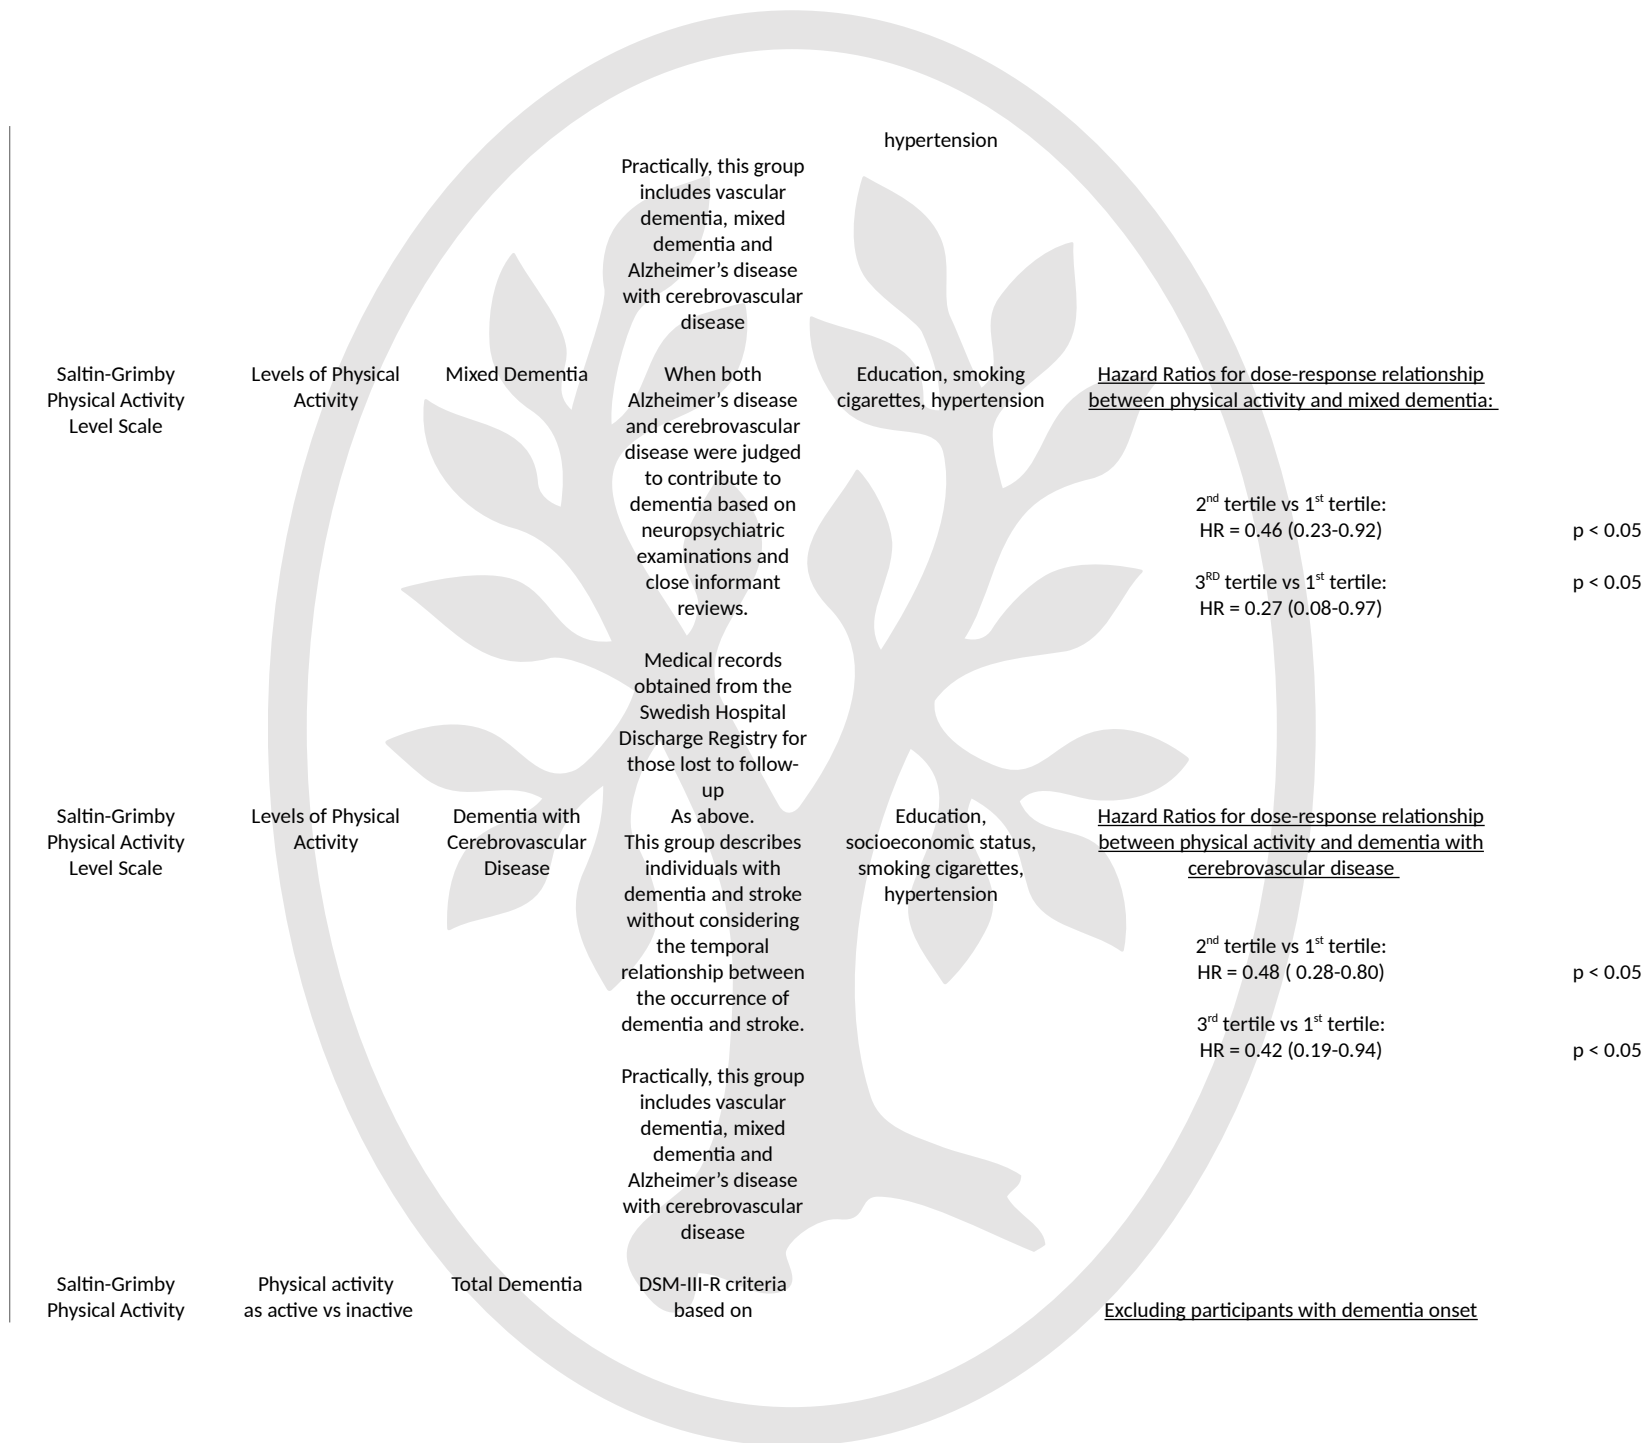 hypertension
Practically, this group
includes vascular
dementia, mixed
dementia and
Alzheimer’s disease
with cerebrovascular
disease
Saltin-Grimby
Physical Activity
Level Scale
Levels of Physical
Activity
Mixed Dementia
When both
Alzheimer’s disease
and cerebrovascular
disease were judged
to contribute to
dementia based on
neuropsychiatric
examinations and
close informant
reviews.
Medical records
obtained from the
Swedish Hospital
Discharge Registry for
those lost to follow-
up
Education, smoking
cigarettes, hypertension
Hazard Ratios for dose-response relationship
between physical activity and mixed dementia:
2nd tertile vs 1st tertile:
HR = 0.46 (0.23-0.92)
p < 0.05
3RD tertile vs 1st tertile:
p < 0.05
HR = 0.27 (0.08-0.97)
Saltin-Grimby
Physical Activity
Level Scale
Levels of Physical
Activity
Dementia with
Cerebrovascular
Disease
As above.
This group describes
individuals with
dementia and stroke
without considering
the temporal
relationship between
the occurrence of
dementia and stroke.
Practically, this group
includes vascular
dementia, mixed
dementia and
Alzheimer’s disease
with cerebrovascular
disease
Education,
socioeconomic status,
smoking cigarettes,
hypertension
Hazard Ratios for dose-response relationship
between physical activity and dementia with
cerebrovascular disease
2nd tertile vs 1st tertile:
HR = 0.48 ( 0.28-0.80)
p < 0.05
3rd tertile vs 1st tertile:
HR = 0.42 (0.19-0.94)
p < 0.05
Saltin-Grimby
Physical Activity
Physical activity
as active vs inactive
Total Dementia
DSM-III-R criteria
based on
Excluding participants with dementia onset